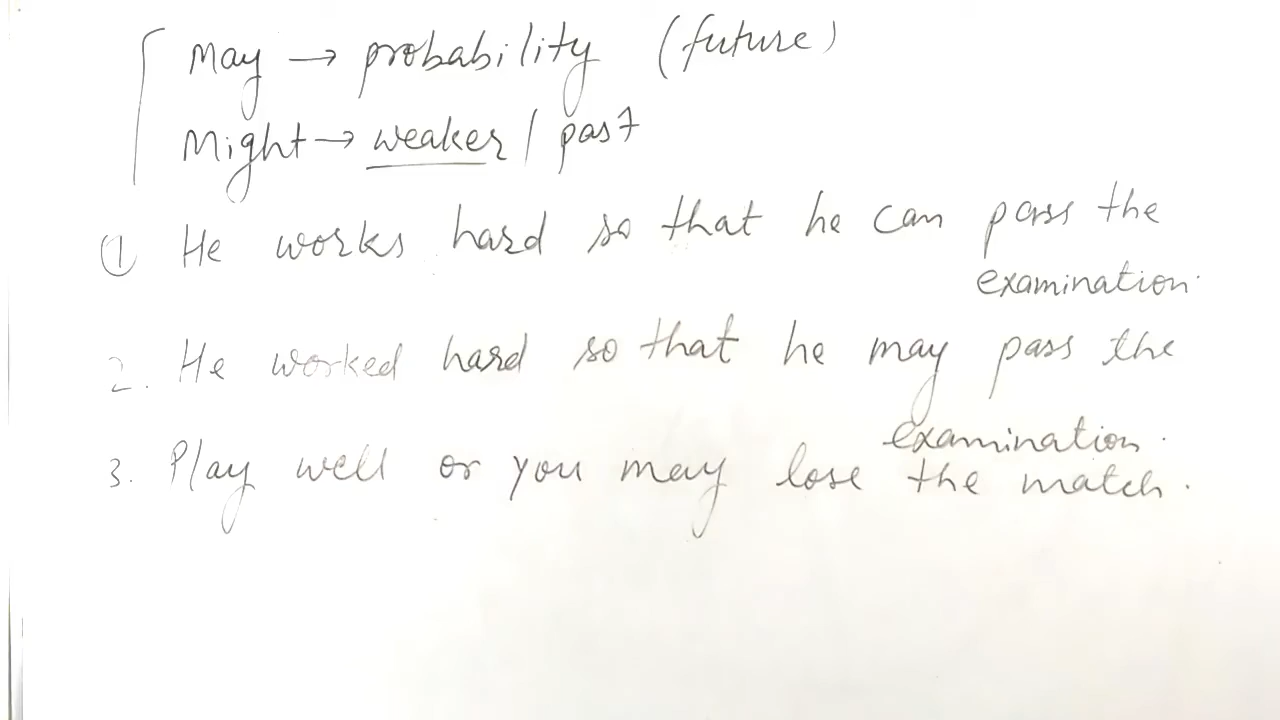 May → probability (future)
Might → weaker / past
① He works hard so that he can pass the
examination.
2. He worked hard so that he may pass the
examination.
3. Play well or you may lose the match.